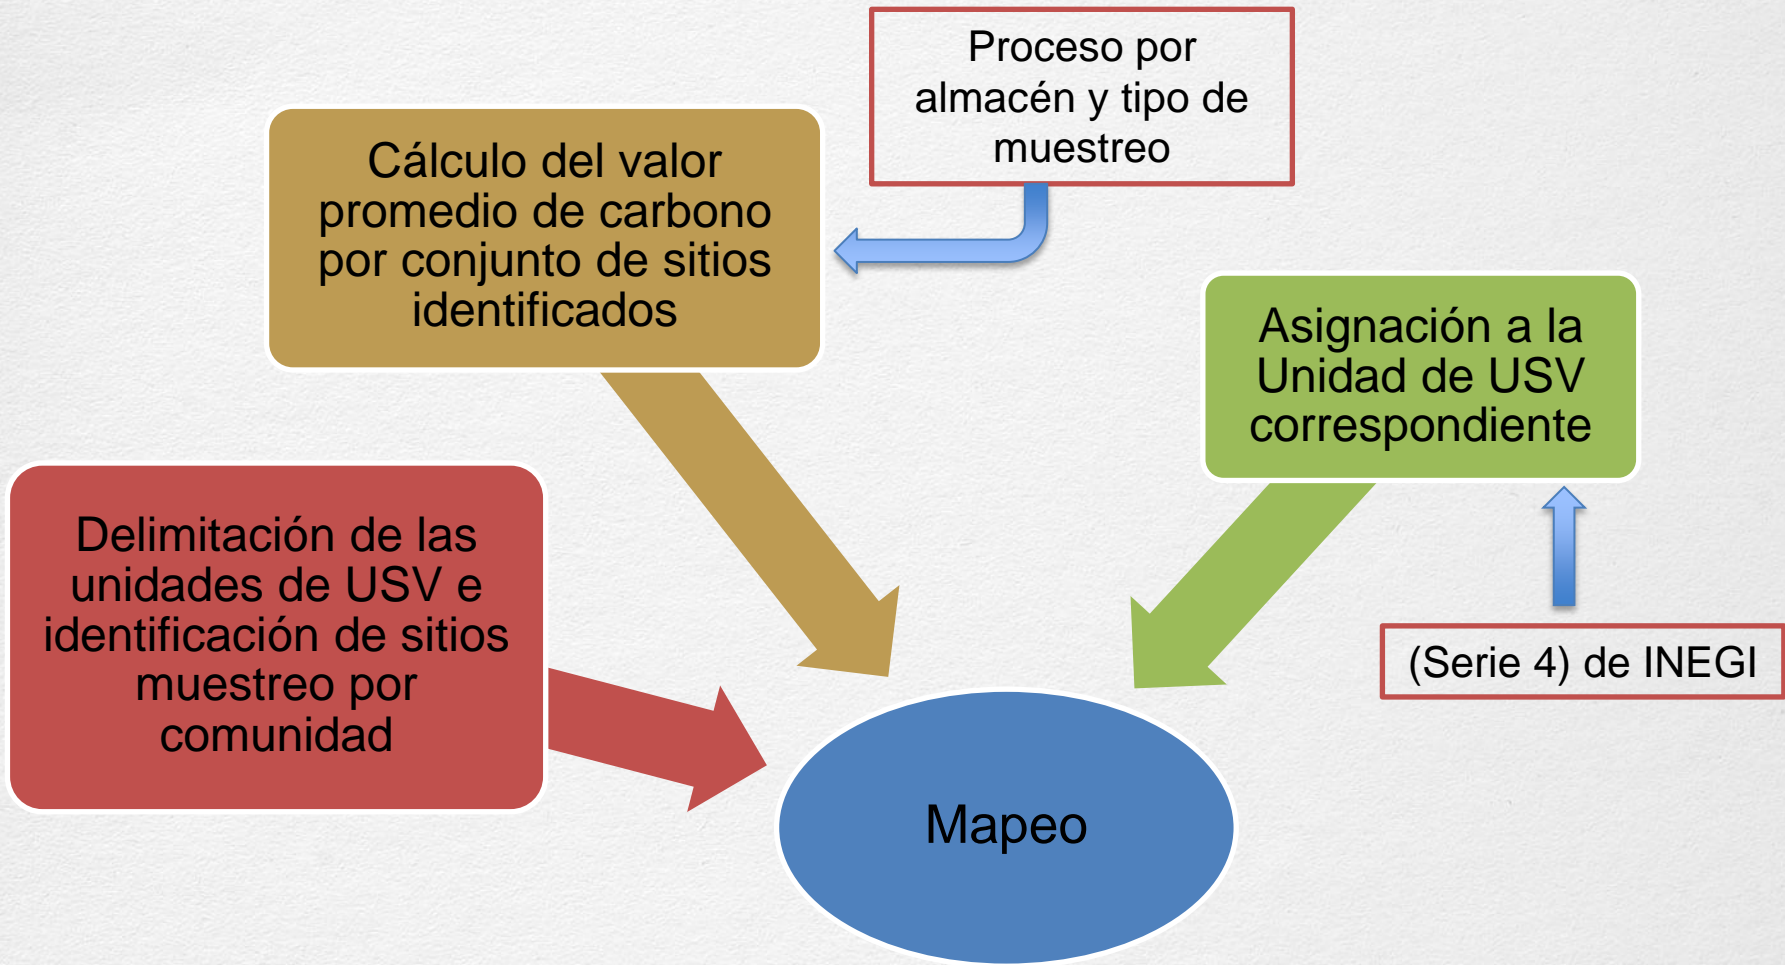 Proceso por
almacén y tipo de
muestreo
Cálculo del valor
promedio de carbono
por conjunto de sitios
identificados
Asignación a la
Unidad de USV
correspondiente
Delimitación de las
unidades de USV e
identificación de sitios
muestreo por
comunidad
(Serie 4) de INEGI
Mapeo